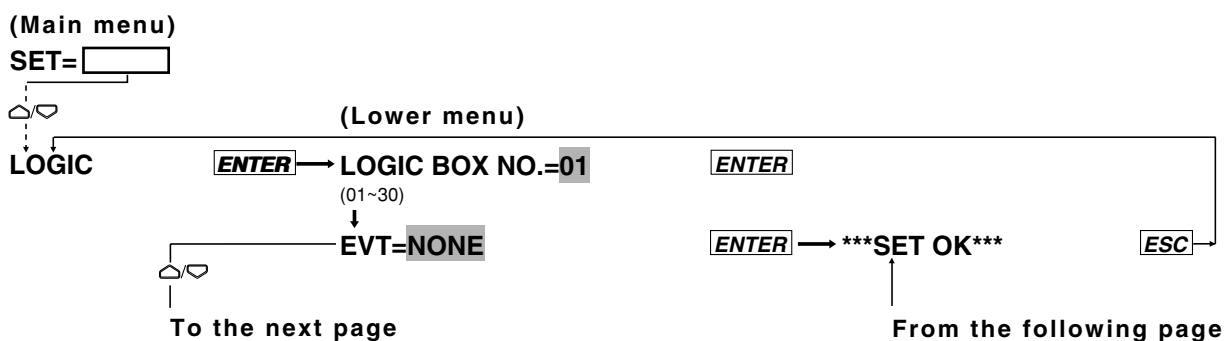 (Main menu)
SET=
/
(Lower menu)
LOGIC ENTER LOGIC BOX NO.=01 ENTER
(01~30)
EVT=NONE ENTER ***SET OK*** ESC
/
To the next page From the following page